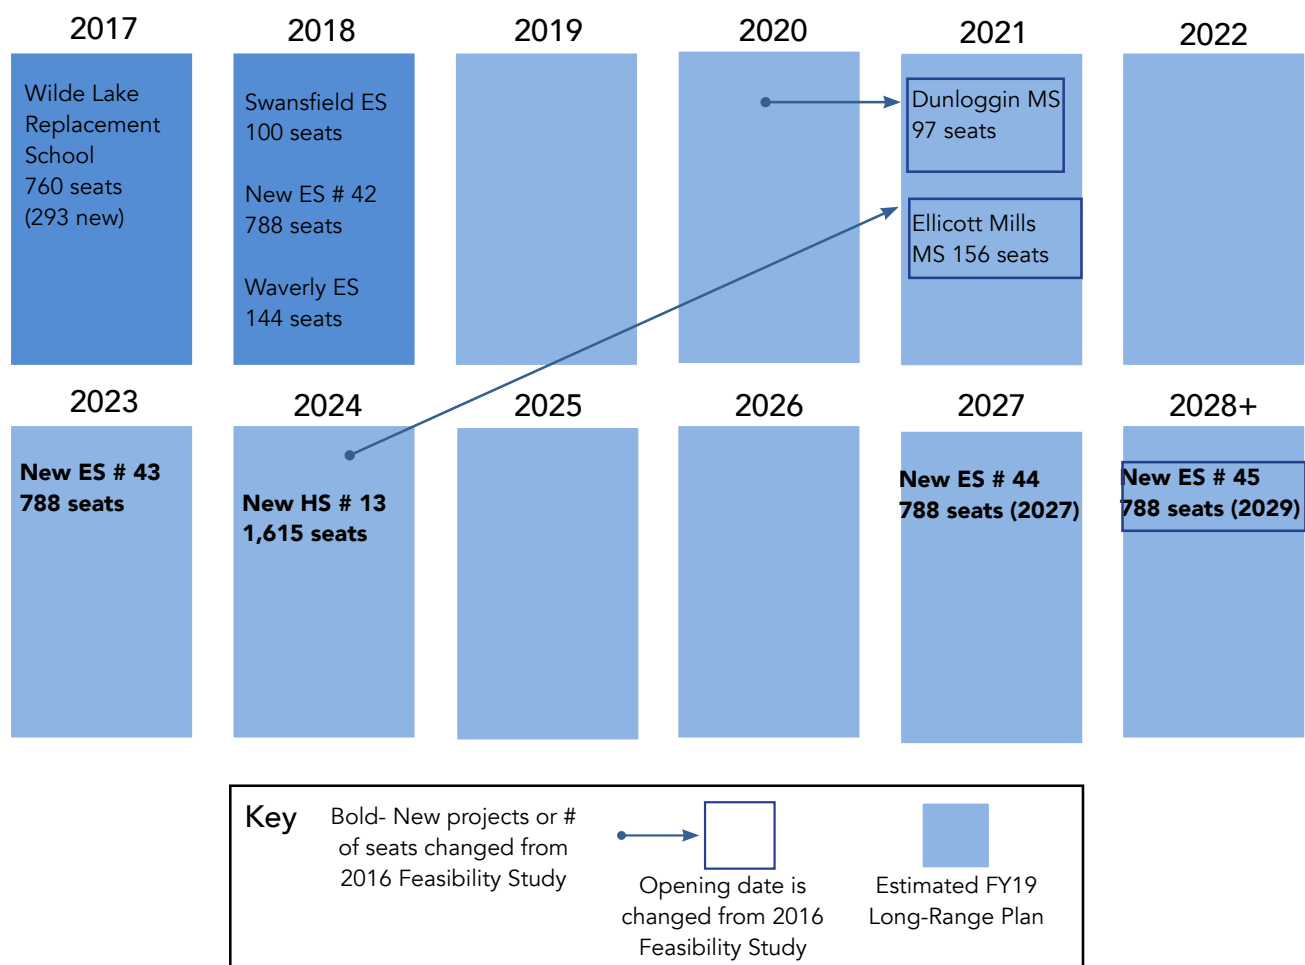 2017
2018
2019
2020
2021
2022
Wilde Lake
Replacement
School
760 seats
(293 new)
Swansfield ES
100 seats
New ES # 42
788 seats
Waverly ES
144 seats
Dunloggin MS
97 seats
Ellicott Mills
MS 156 seats
2023
2024
2025
2026
2027
2028+
New ES # 43
788 seats
New HS # 13
1,615 seats
New ES # 44
788 seats (2027)
New ES # 45
788 seats (2029)
Key
Bold- New projects or #
of seats changed from
2016 Feasibility Study
Opening date is
changed from 2016
Feasibility Study
Estimated FY19
Long-Range Plan